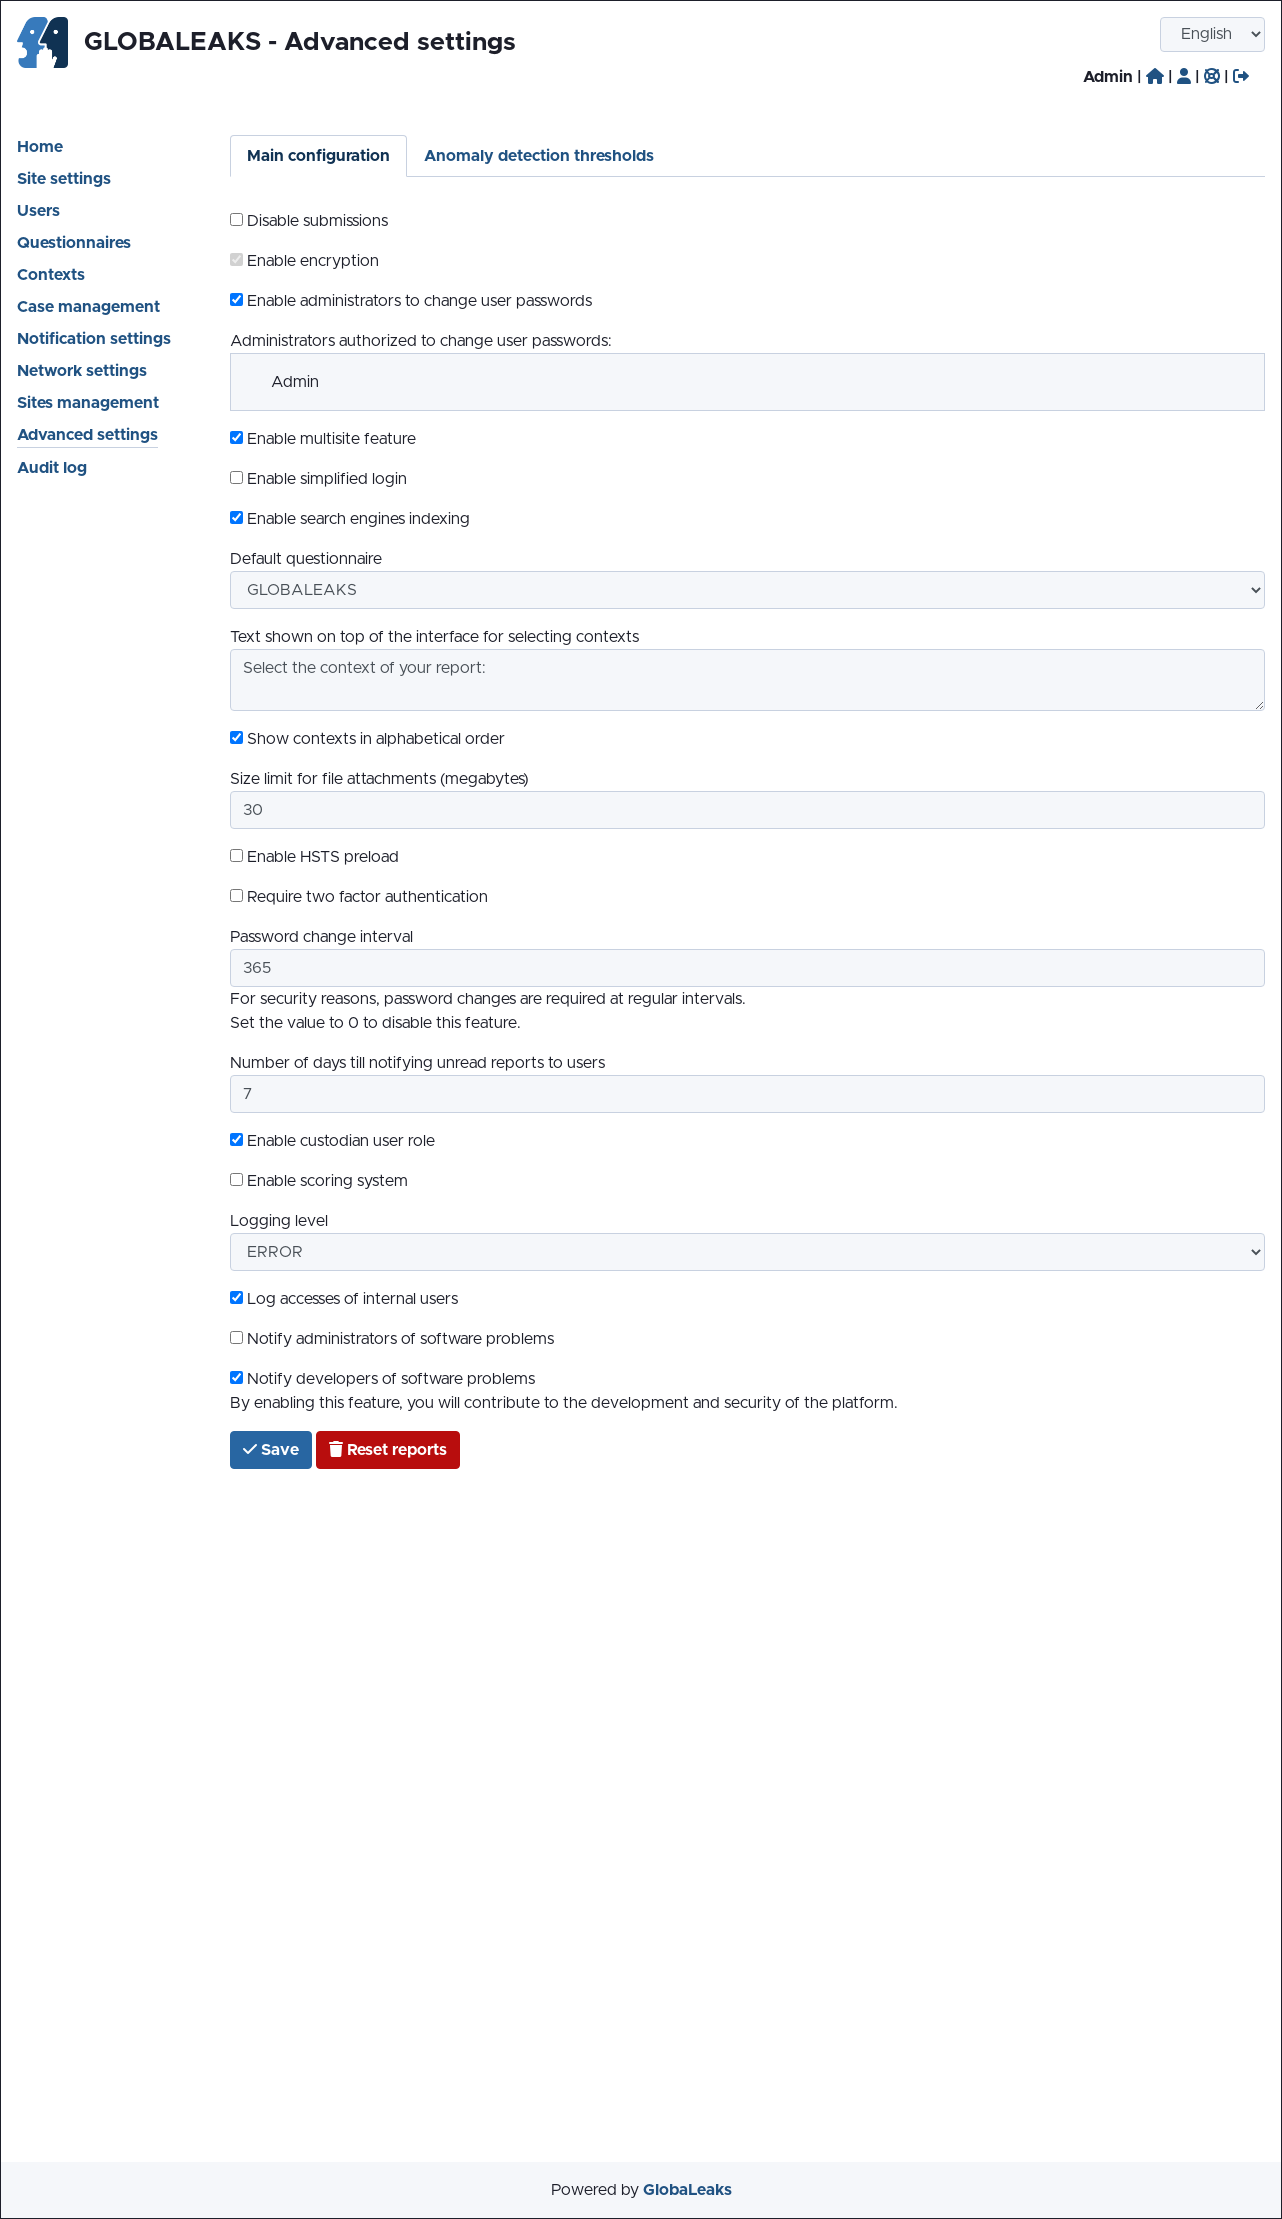 GLOBALEAKS - Advanced settings
English
Admin | | | |
Home
Site settings
Users
Questionnaires
Contexts
Case management
Notification settings
Network settings
Sites management
Advanced settings
Audit log
Main configuration
Anomaly detection thresholds
Disable submissions
Enable encryption
Enable administrators to change user passwords
Administrators authorized to change user passwords:
Admin
Enable multisite feature
Enable simplified login
Enable search engines indexing
Default questionnaire
GLOBALEAKS
Text shown on top of the interface for selecting contexts
Select the context of your report:
Show contexts in alphabetical order
Size limit for file attachments (megabytes)
30
Enable HSTS preload
Require two factor authentication
Password change interval
365
For security reasons, password changes are required at regular intervals.
Set the value to 0 to disable this feature.
Number of days till notifying unread reports to users
7
Enable custodian user role
Enable scoring system
Logging level
ERROR
Log accesses of internal users
Notify administrators of software problems
Notify developers of software problems
By enabling this feature, you will contribute to the development and security of the platform.
Save
Reset reports
Powered by GlobaLeaks